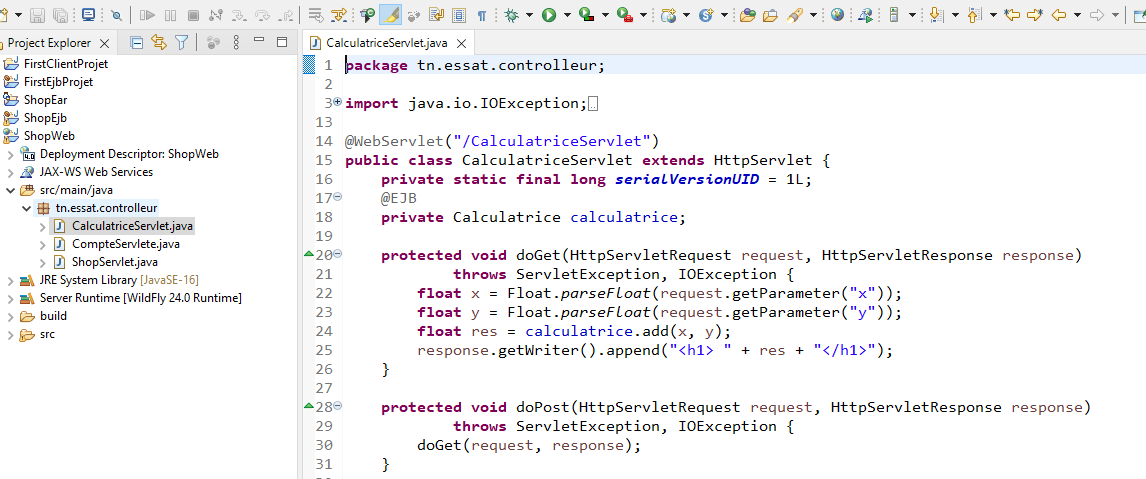 Project Explorer
FirstClientProjet
FirstEjbProjet
ShopEar
ShopEjb
ShopWeb
Deployment Descriptor: ShopWeb
JAX-WS Web Services
src/main/java
tn.essat.controlleur
CalculatriceServlet.java
CompteServlete.java
ShopServlet.java
JRE System Library [JavaSE-16]
Server Runtime [WildFly 24.0 Runtime]
build
src
CalculatriceServlet.java
1 package tn.essat.controlleur;
2
3 import java.io.IOException;
13
14 @WebServlet("/CalculatriceServlet")
15 public class CalculatriceServlet extends HttpServlet {
16 private static final long serialVersionUID = 1L;
17 @EJB
18 private Calculatrice calculatrice;
19
20 protected void doGet(HttpServletRequest request, HttpServletResponse response)
21 throws ServletException, IOException {
22 float x = Float.parseFloat(request.getParameter("x"));
23 float y = Float.parseFloat(request.getParameter("y"));
24 float res = calculatrice.add(x, y);
25 response.getWriter().append("<h1> " + res + "</h1>");
26 }
27
28 protected void doPost(HttpServletRequest request, HttpServletResponse response)
29 throws ServletException, IOException {
30 doGet(request, response);
31 }